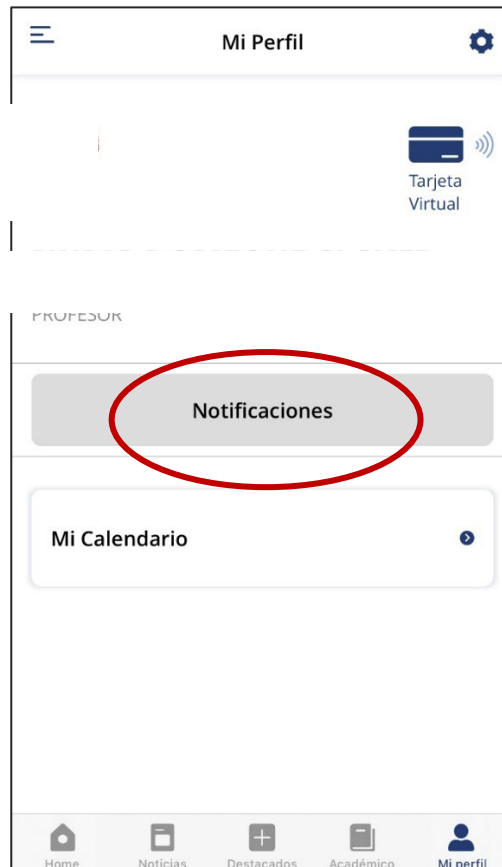 Mi Perfil
Tarjeta
Virtual
PROFESOR
Notificaciones
Mi Calendario
Home
Noticias
Destacados
Académico
Mi perfil